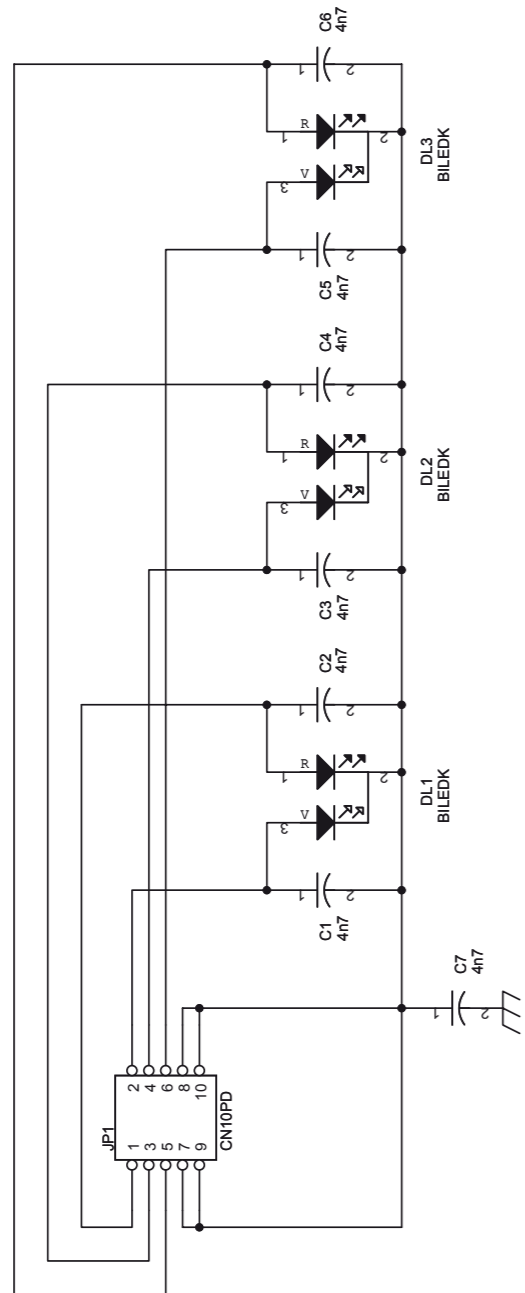 C6
4n7
1
2
R
1
2
V
3
DL3
BILEDK
1
2
C5
4n7
C4
4n7
1
2
R
1
2
V
3
DL2
BILEDK
1
2
C3
4n7
C2
4n7
1
2
R
1
2
V
3
DL1
BILEDK
1
2
C1
4n7
C7
4n7
1
2
JP1
1
2
3
4
5
6
7
8
9
10
CN10PD